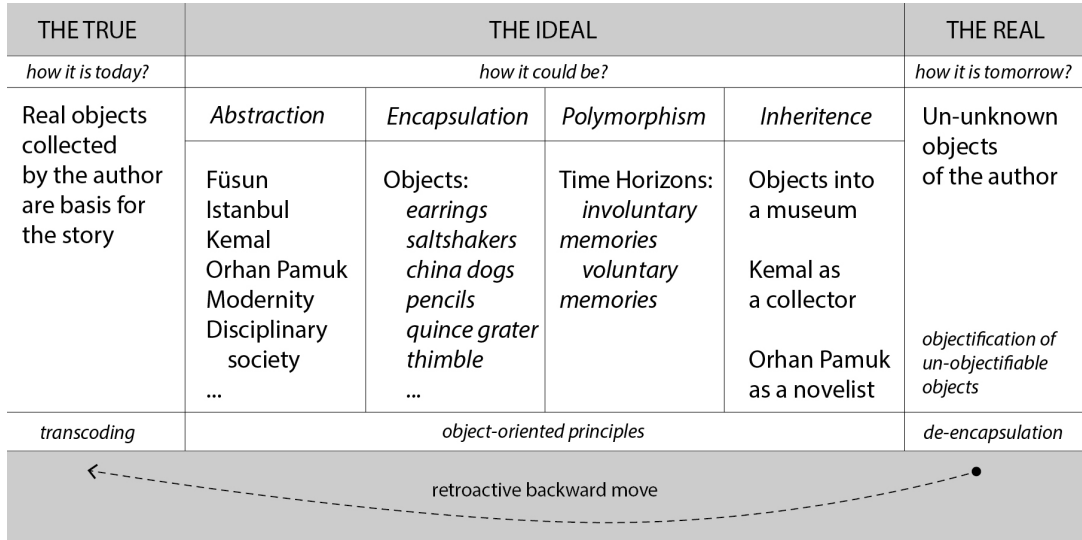 THE TRUE
THE IDEAL
THE REAL
how it is today?
how it could be?
how it is tomorrow?
Real objects
collected
by the author
are basis for
the story
Abstraction
Füsun
Istanbul
Kemal
Orhan Pamuk
Modernity
Disciplinary
society
...
Encapsulation
Objects:
earrings
saltshakers
china dogs
pencils
quince grater
thimble
...
Polymorphism
Time Horizons:
involuntary
memories
voluntary
memories
Inheritence
Objects into
a museum
Kemal as
a collector
Orhan Pamuk
as a novelist
Un-unknown
objects
of the author
objectification of
un-objectifiable
objects
transcoding
object-oriented principles
de-encapsulation
retroactive backward move